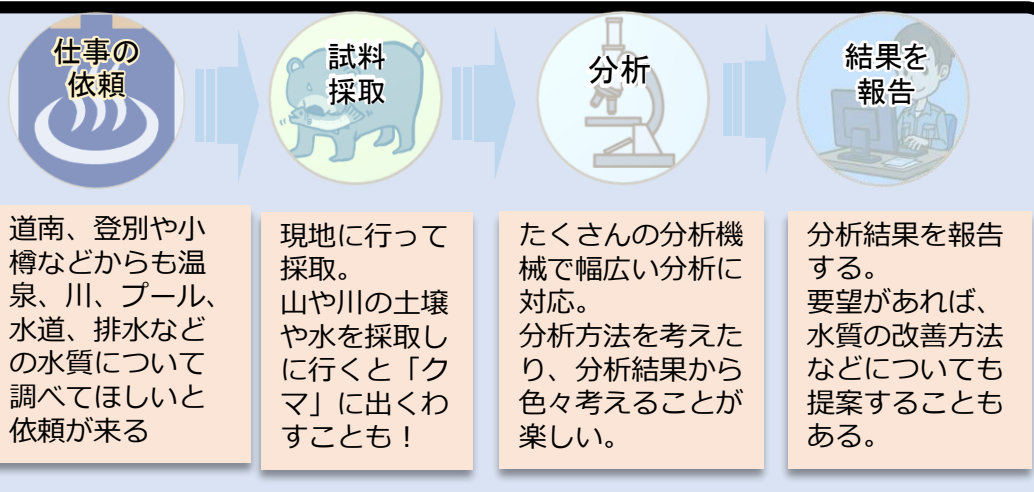 仕事の
依頼
試料
採取
分析
結果を
報告
道南、登別や小
樽などからも温
泉、川、プール、
水道、排水など
の水質について
調べてほしいと
依頼が来る
現地に行って
採取。
山や川の土壌
や水を採取し
に行くと「ク
マ」に出くわ
すことも！
たくさんの分析機
械で幅広い分析に
対応。
分析方法を考えた
り、分析結果から
色々考えることが
楽しい。
分析結果を報告
する。
要望があれば、
水質の改善方法
などについても
提案することも
ある。